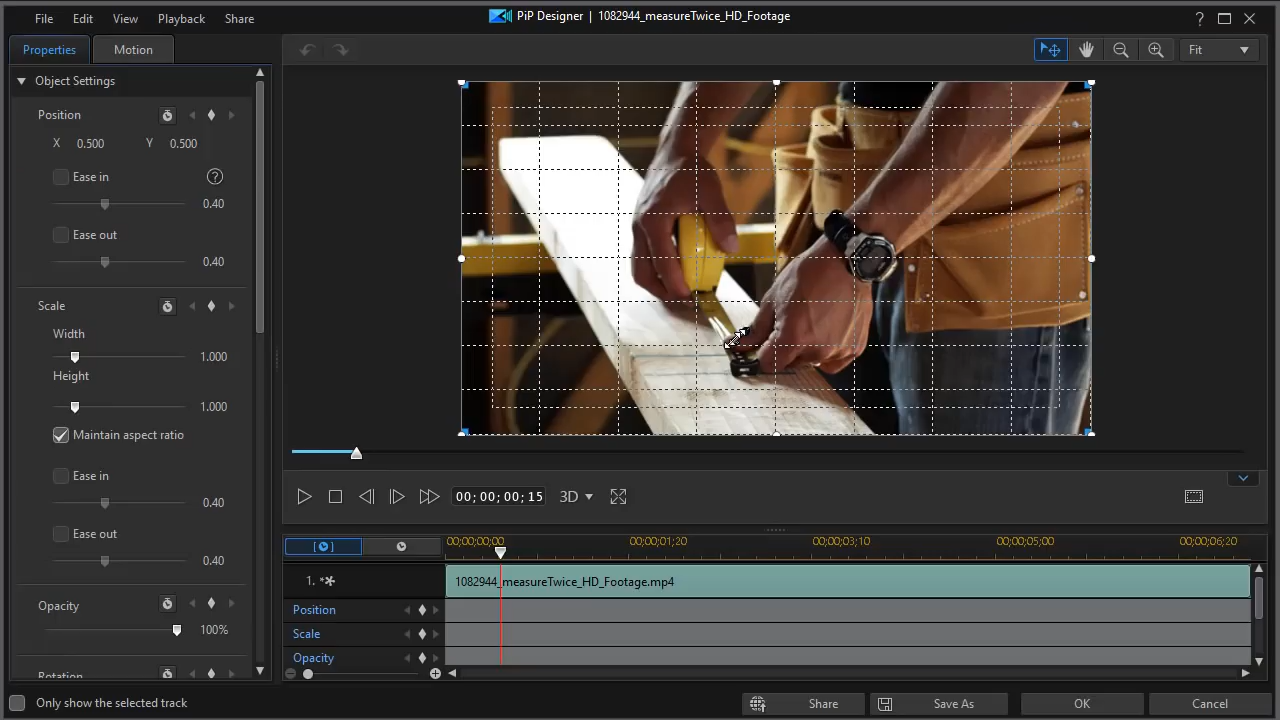 File Edit View Playback Share
PiP Designer | 1082944_measureTwice_HD_Footage
?
Properties Motion
Fit
Object Settings
Position
X 0.500 Y 0.500
Ease in ?
0.40
Ease out
0.40
Scale
Width
1.000
Height
1.000
Maintain aspect ratio
Ease in
0.40
Ease out
0.40
Opacity
100%
Rotation
00; 00; 00; 15 3D
00;00;00;00 00;00;01;20 00;00;03;10 00;00;05;00 00;00;06;20
1. 1082944_measureTwice_HD_Footage.mp4
Position
Scale
Opacity
Only show the selected track Share Save As OK Cancel